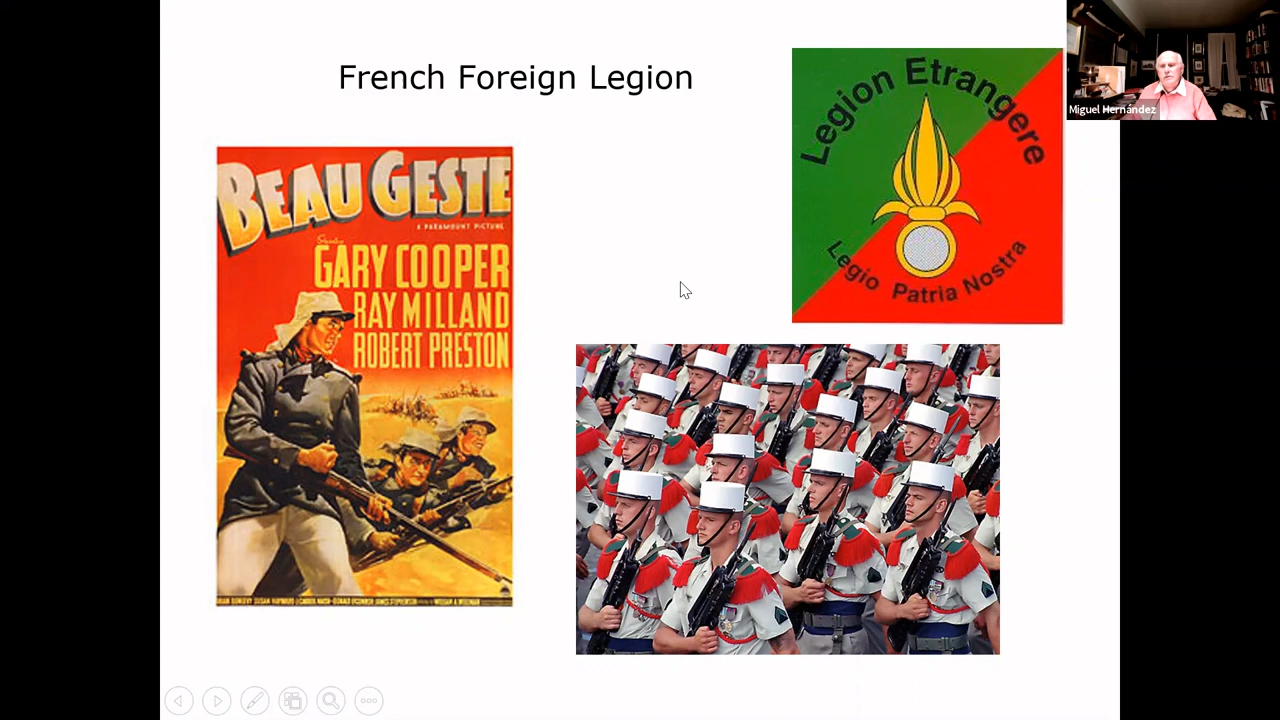 French Foreign Legion
BEAU GESTE
A PARAMOUNT PICTURE
GARY COOPER
RAY MILLAND
ROBERT PRESTON
Legion Etrangere
Legio Patria Nostra
Miguel Hernández